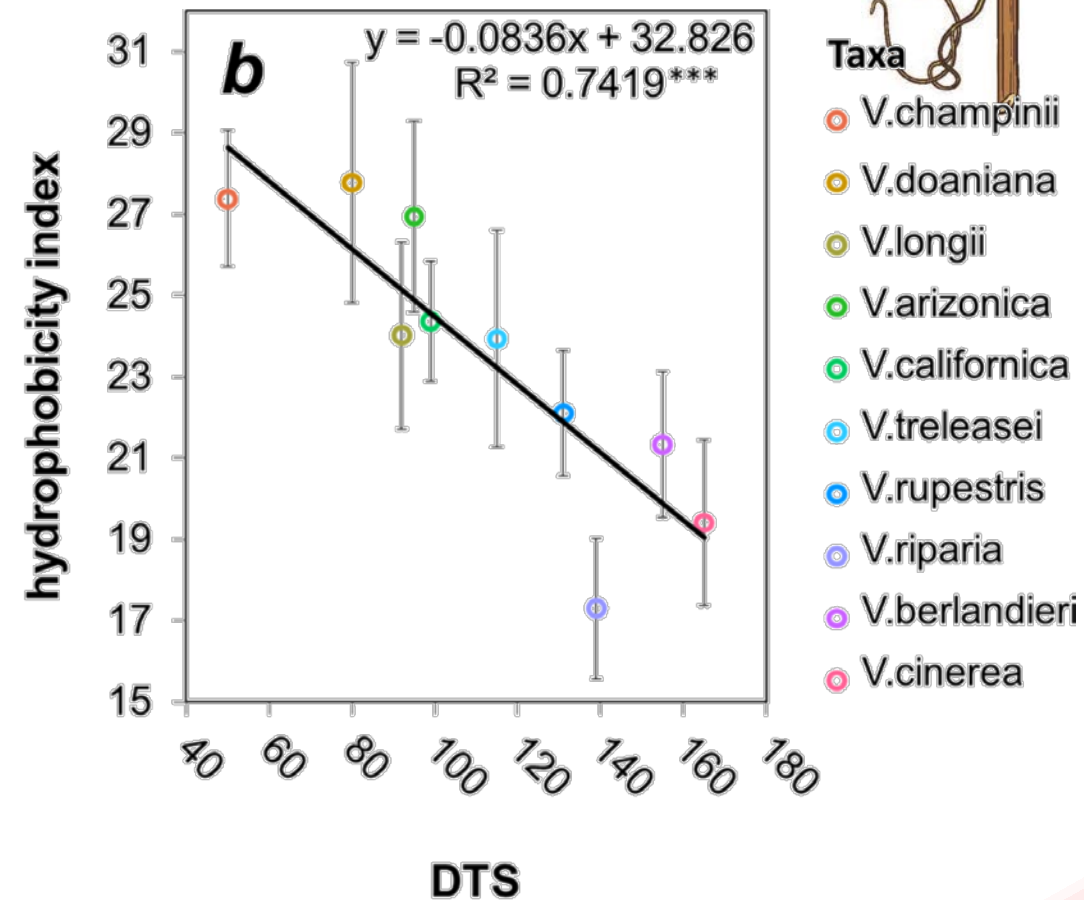 b
y = -0.0836x + 32.826
R² = 0.7419***
hydrophobicity index
31
29
27
25
23
21
19
17
15
40
60
80
100
120
140
160
180
DTS
Taxa
V.champinii
V.doaniana
V.longii
V.arizonica
V.californica
V.treleasei
V.rupestris
V.riparia
V.berlandieri
V.cinerea